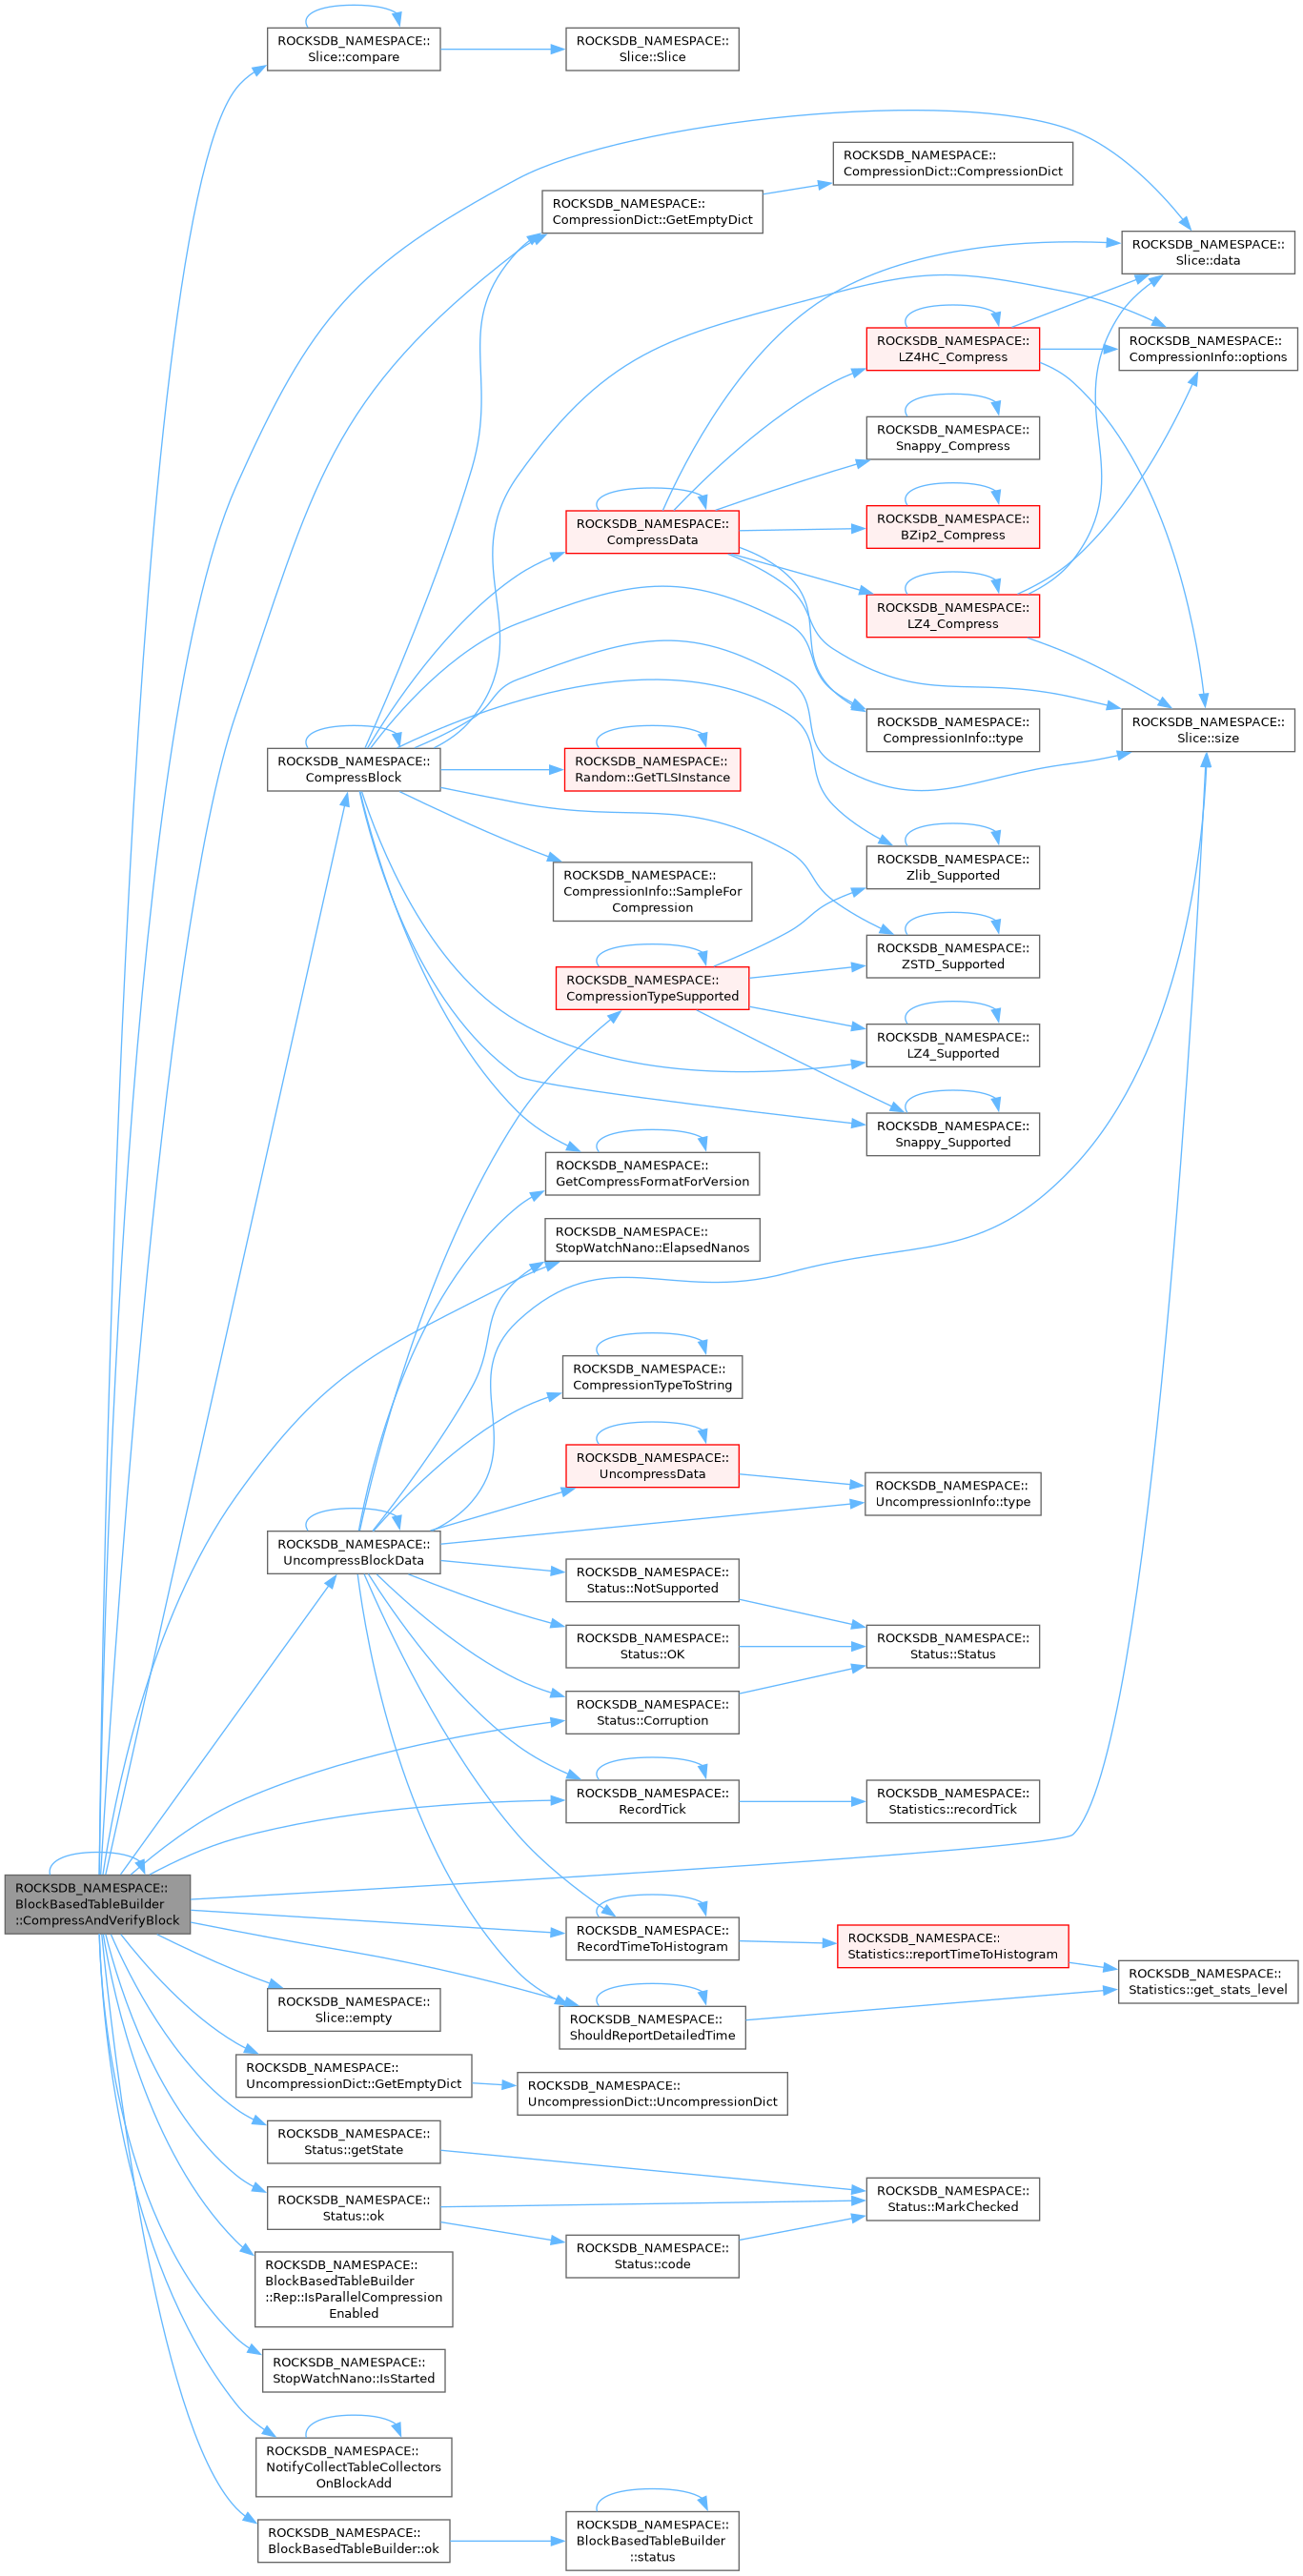 ROCKSDB_NAMESPACE::
Slice::compare
ROCKSDB_NAMESPACE::
Slice::Slice
ROCKSDB_NAMESPACE::
CompressionDict::CompressionDict
ROCKSDB_NAMESPACE::
CompressionDict::GetEmptyDict
ROCKSDB_NAMESPACE::
Slice::data
ROCKSDB_NAMESPACE::
LZ4HC_Compress
ROCKSDB_NAMESPACE::
CompressionInfo::options
ROCKSDB_NAMESPACE::
Snappy_Compress
ROCKSDB_NAMESPACE::
CompressData
ROCKSDB_NAMESPACE::
BZip2_Compress
ROCKSDB_NAMESPACE::
LZ4_Compress
ROCKSDB_NAMESPACE::
CompressionInfo::type
ROCKSDB_NAMESPACE::
Slice::size
ROCKSDB_NAMESPACE::
CompressBlock
ROCKSDB_NAMESPACE::
Random::GetTLSInstance
ROCKSDB_NAMESPACE::
Zlib_Supported
ROCKSDB_NAMESPACE::
CompressionInfo::SampleFor
Compression
ROCKSDB_NAMESPACE::
ZSTD_Supported
ROCKSDB_NAMESPACE::
CompressionTypeSupported
ROCKSDB_NAMESPACE::
LZ4_Supported
ROCKSDB_NAMESPACE::
Snappy_Supported
ROCKSDB_NAMESPACE::
GetCompressFormatForVersion
ROCKSDB_NAMESPACE::
StopWatchNano::ElapsedNanos
ROCKSDB_NAMESPACE::
CompressionTypeToString
ROCKSDB_NAMESPACE::
UncompressData
ROCKSDB_NAMESPACE::
UncompressionInfo::type
ROCKSDB_NAMESPACE::
UncompressBlockData
ROCKSDB_NAMESPACE::
Status::NotSupported
ROCKSDB_NAMESPACE::
Status::OK
ROCKSDB_NAMESPACE::
Status::Status
ROCKSDB_NAMESPACE::
Status::Corruption
ROCKSDB_NAMESPACE::
RecordTick
ROCKSDB_NAMESPACE::
Statistics::recordTick
ROCKSDB_NAMESPACE::
BlockBasedTableBuilder
::CompressAndVerifyBlock
ROCKSDB_NAMESPACE::
RecordTimeToHistogram
ROCKSDB_NAMESPACE::
Statistics::reportTimeToHistogram
ROCKSDB_NAMESPACE::
Statistics::get_stats_level
ROCKSDB_NAMESPACE::
Slice::empty
ROCKSDB_NAMESPACE::
ShouldReportDetailedTime
ROCKSDB_NAMESPACE::
UncompressionDict::GetEmptyDict
ROCKSDB_NAMESPACE::
UncompressionDict::UncompressionDict
ROCKSDB_NAMESPACE::
Status::getState
ROCKSDB_NAMESPACE::
Status::ok
ROCKSDB_NAMESPACE::
Status::MarkChecked
ROCKSDB_NAMESPACE::
Status::code
ROCKSDB_NAMESPACE::
BlockBasedTableBuilder
::Rep::IsParallelCompression
Enabled
ROCKSDB_NAMESPACE::
StopWatchNano::IsStarted
ROCKSDB_NAMESPACE::
NotifyCollectTableCollectors
OnBlockAdd
ROCKSDB_NAMESPACE::
BlockBasedTableBuilder::ok
ROCKSDB_NAMESPACE::
BlockBasedTableBuilder
::status